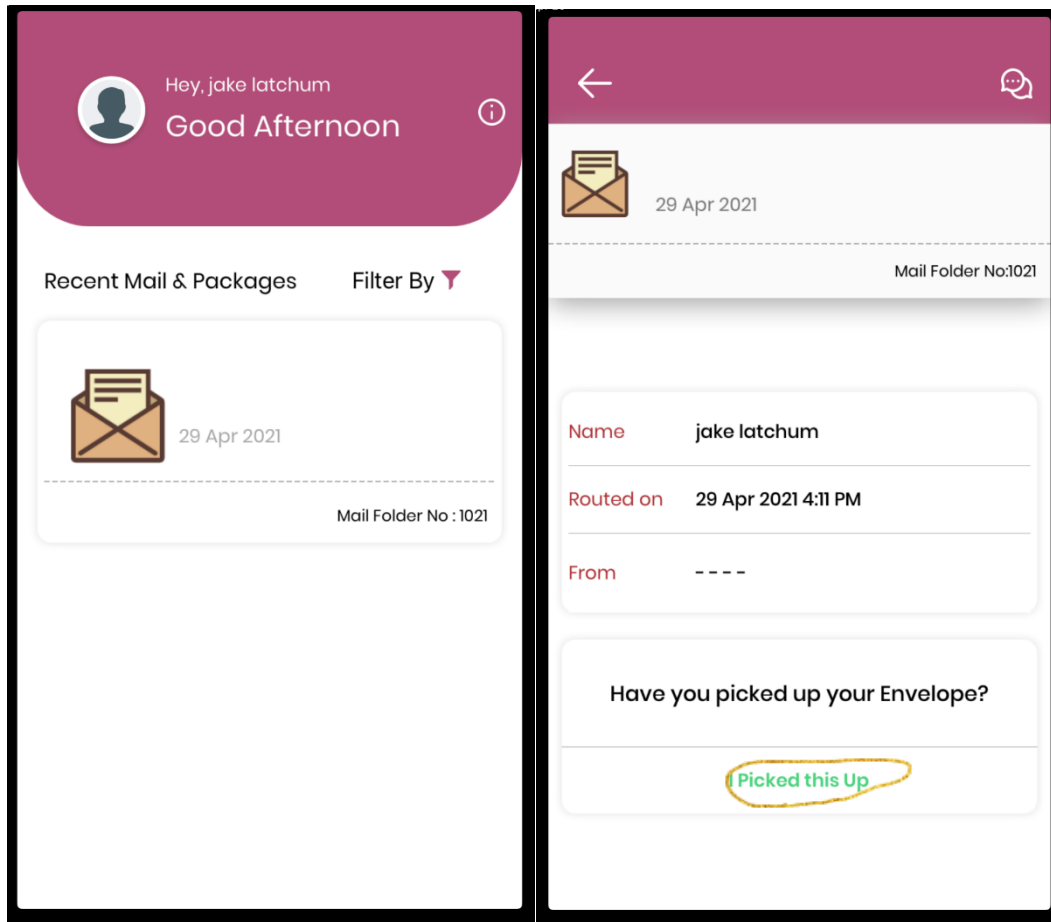 Hey, jake latchum
Good Afternoon
Recent Mail & Packages Filter By
29 Apr 2021
Mail Folder No : 1021
29 Apr 2021
Mail Folder No:1021
Name jake latchum
Routed on 29 Apr 2021 4:11 PM
From - - - -
Have you picked up your Envelope?
I Picked this Up